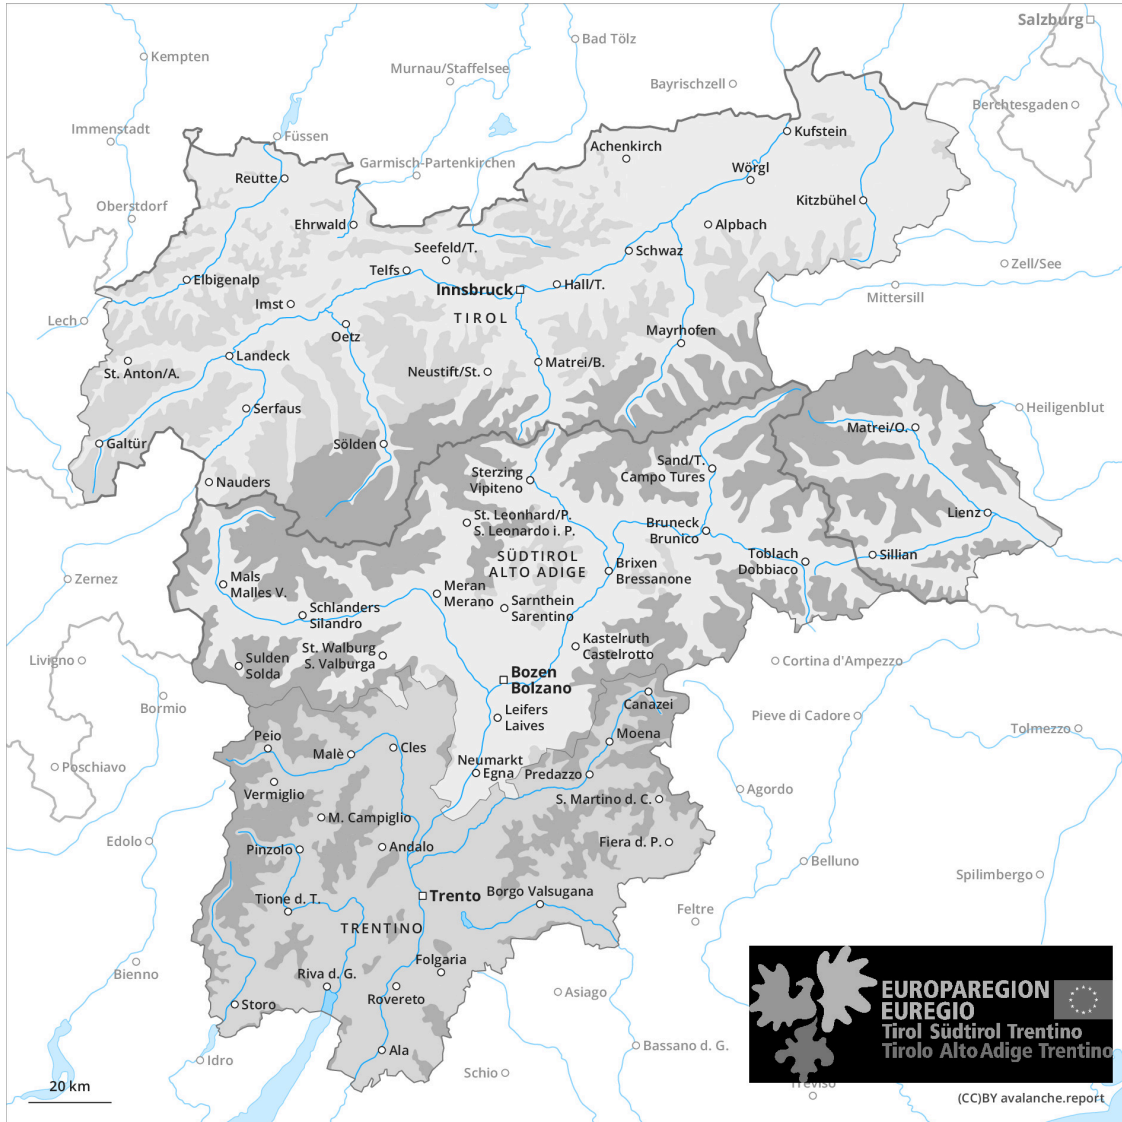 Salzburg
Bad Tölz
Kempten
Murnau/Staffelsee
Bayrischzell
Berchtesgaden
Immenstadt
Füssen
Kufstein
Achenkirch
Garmisch-Partenkirchen
Wörgl
Reutte
Kitzbühel
Oberstdorf
Ehrwald
Alpbach
Seefeld/T.
Schwaz
Zell/See
Telfs
Elbigenalp
Innsbruck
Hall/T.
Mittersill
Imst
TIROL
Lech
Oetz
Mayrhofen
Landeck
St. Anton/A.
Neustift/St.
Matrei/B.
Serfaus
Heiligenblut
Matrei/O.
Galtür
Sölden
Sand/T.
Campo Tures
Sterzing
Vipiteno
Nauders
St. Leonhard/P.
S. Leonardo i. P.
Bruneck
Brunico
Lienz
SÜDTIROL
ALTO ADIGE
Toblach
Dobbiaco
Sillian
Brixen
Bressanone
Zernez
Mals
Malles V.
Meran
Merano
Sarnthein
Sarentino
Schlanders
Silandro
Kastelruth
Castelrotto
St. Walburg
S. Valburga
Livigno
Sulden
Solda
Cortina d'Ampezzo
Bozen
Bolzano
Bormio
Canazei
Leifers
Laives
Pieve di Cadore
Tolmezzo
Peio
Malè
Cles
Moena
Neumarkt
Egna
Poschiavo
Predazzo
Vermiglio
Agordo
S. Martino d. C.
M. Campiglio
Edolo
Pinzolo
Andalo
Fiera d. P.
Belluno
Spilimbergo
Tione d. T.
Trento
Borgo Valsugana
Feltre
TRENTINO
Folgaria
Bienno
Riva d. G.
Asiago
Storo
Rovereto
EUROPAREGION
EUREGIO
Tirol Südtirol Trentino
Tirolo Alto Adige Trentino
Idro
Ala
Bassano d. G.
Schio
Treviso
20 km
(CC)BY avalanche.report